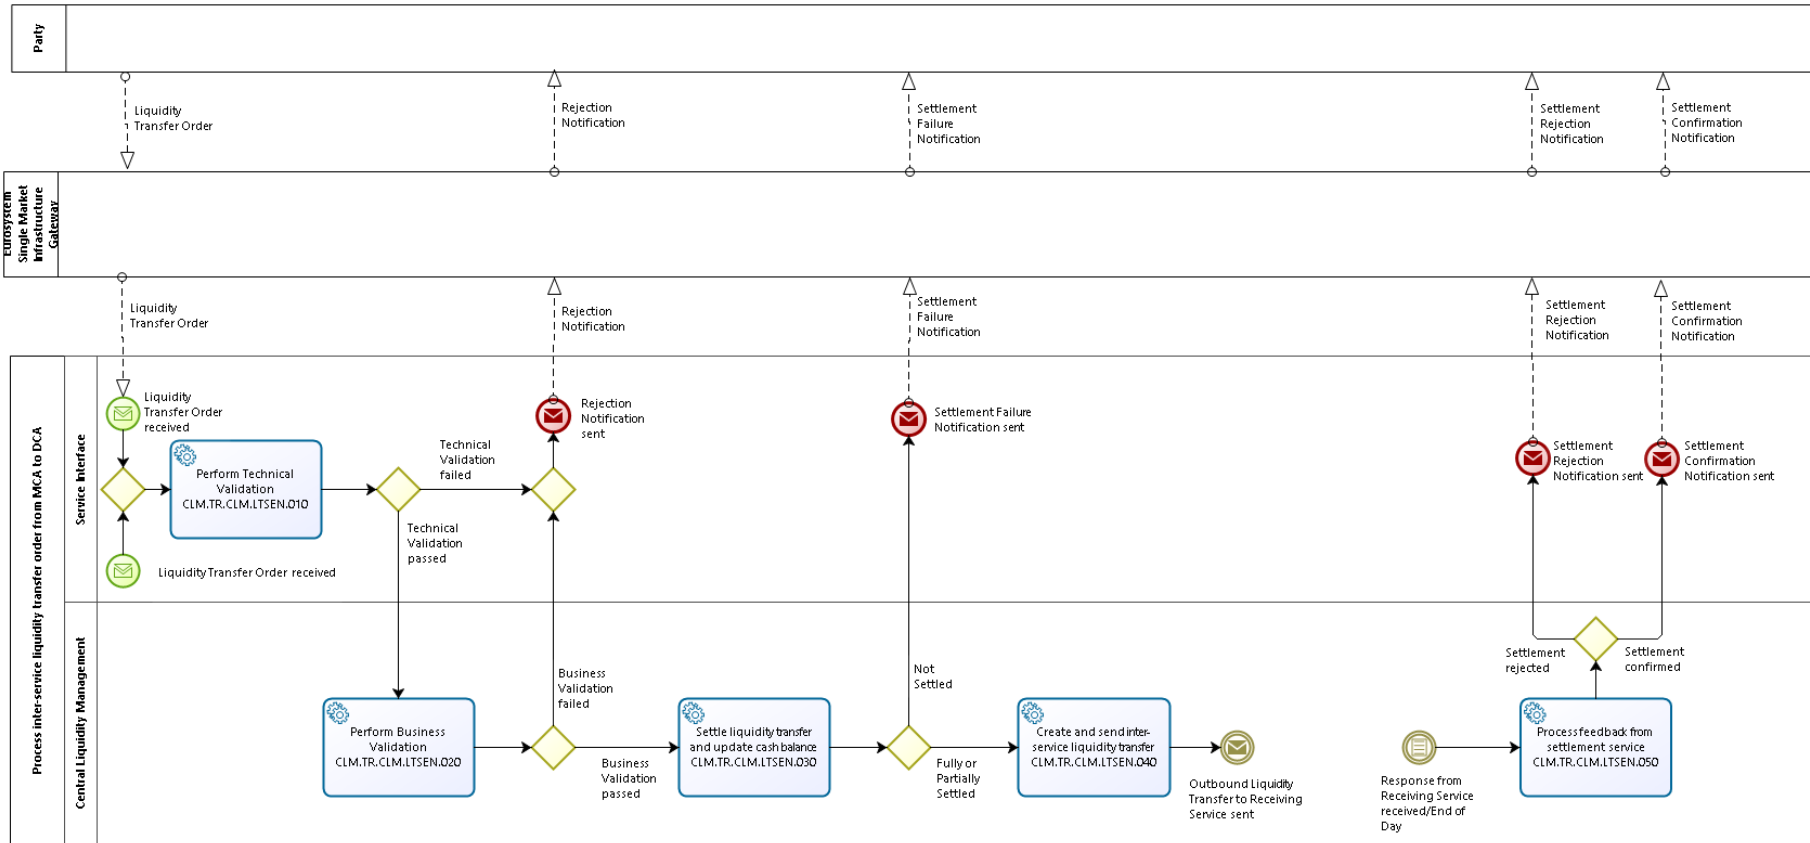 Party
Liquidity
Transfer Order
Rejection
Notification
Settlement
Failure
Notification
Settlement
Rejection
Notification
Settlement
Confirmation
Notification
Eurosystem
Single Market
Infrastructure
Gateway
Liquidity
Transfer Order
Rejection
Notification
Settlement
Failure
Notification
Settlement
Rejection
Notification
Settlement
Confirmation
Notification
Process inter-service liquidity transfer order from MCA to DCA
Service Interface
Liquidity
Transfer Order
received
Perform Technical
Validation
CLM.TR.CLM.LTSEN.010
Liquidity Transfer Order received
Technical
Validation
failed
Technical
Validation
passed
Rejection
Notification
sent
Settlement Failure
Notification sent
Settlement
Rejection
Notification sent
Settlement
Confirmation
Notification sent
Central Liquidity Management
Perform Business
Validation
CLM.TR.CLM.LTSEN.020
Business
Validation
failed
Business
Validation
passed
Settle liquidity transfer
and update cash balance
CLM.TR.CLM.LTSEN.030
Not
Settled
Fully or
Partially
Settled
Create and send inter-
service liquidity transfer
CLM.TR.CLM.LTSEN.040
Outbound Liquidity
Transfer to Receiving
Service sent
Response from
Receiving Service
received/End of
Day
Process feedback from
settlement service
CLM.TR.CLM.LTSEN.050
Settlement
rejected
Settlement
confirmed